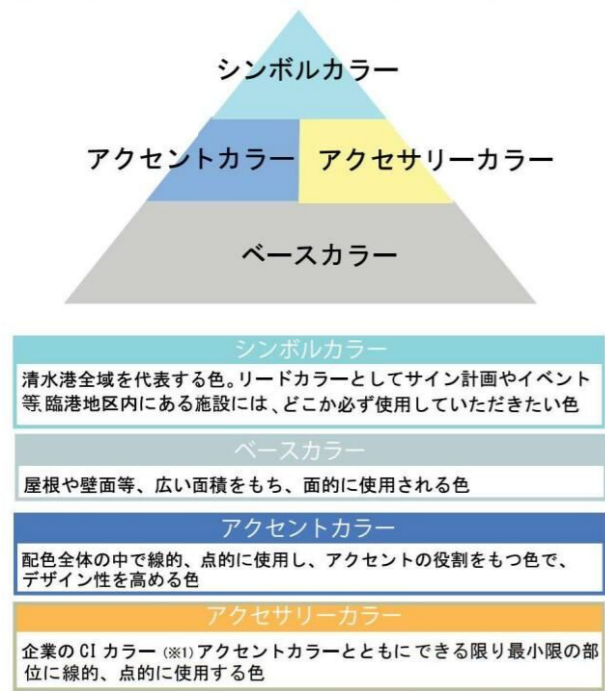 シンボルカラー
アクセントカラー
アクセサリーカラー
ベースカラー
シンボルカラー
清水港全域を代表する色。リードカラーとしてサイン計画やイベント
等、臨港地区内にある施設には、どこか必ず使用していただきたい色
ベースカラー
屋根や壁面等、広い面積をもち、面的に使用される色
アクセントカラー
配色全体の中で線的、点的に使用し、アクセントの役割をもつ色で、
デザイン性を高める色
アクセサリーカラー
企業のCIカラー(※1)アクセントカラーとともにできる限り最小限の部
位に線的、点的に使用する色